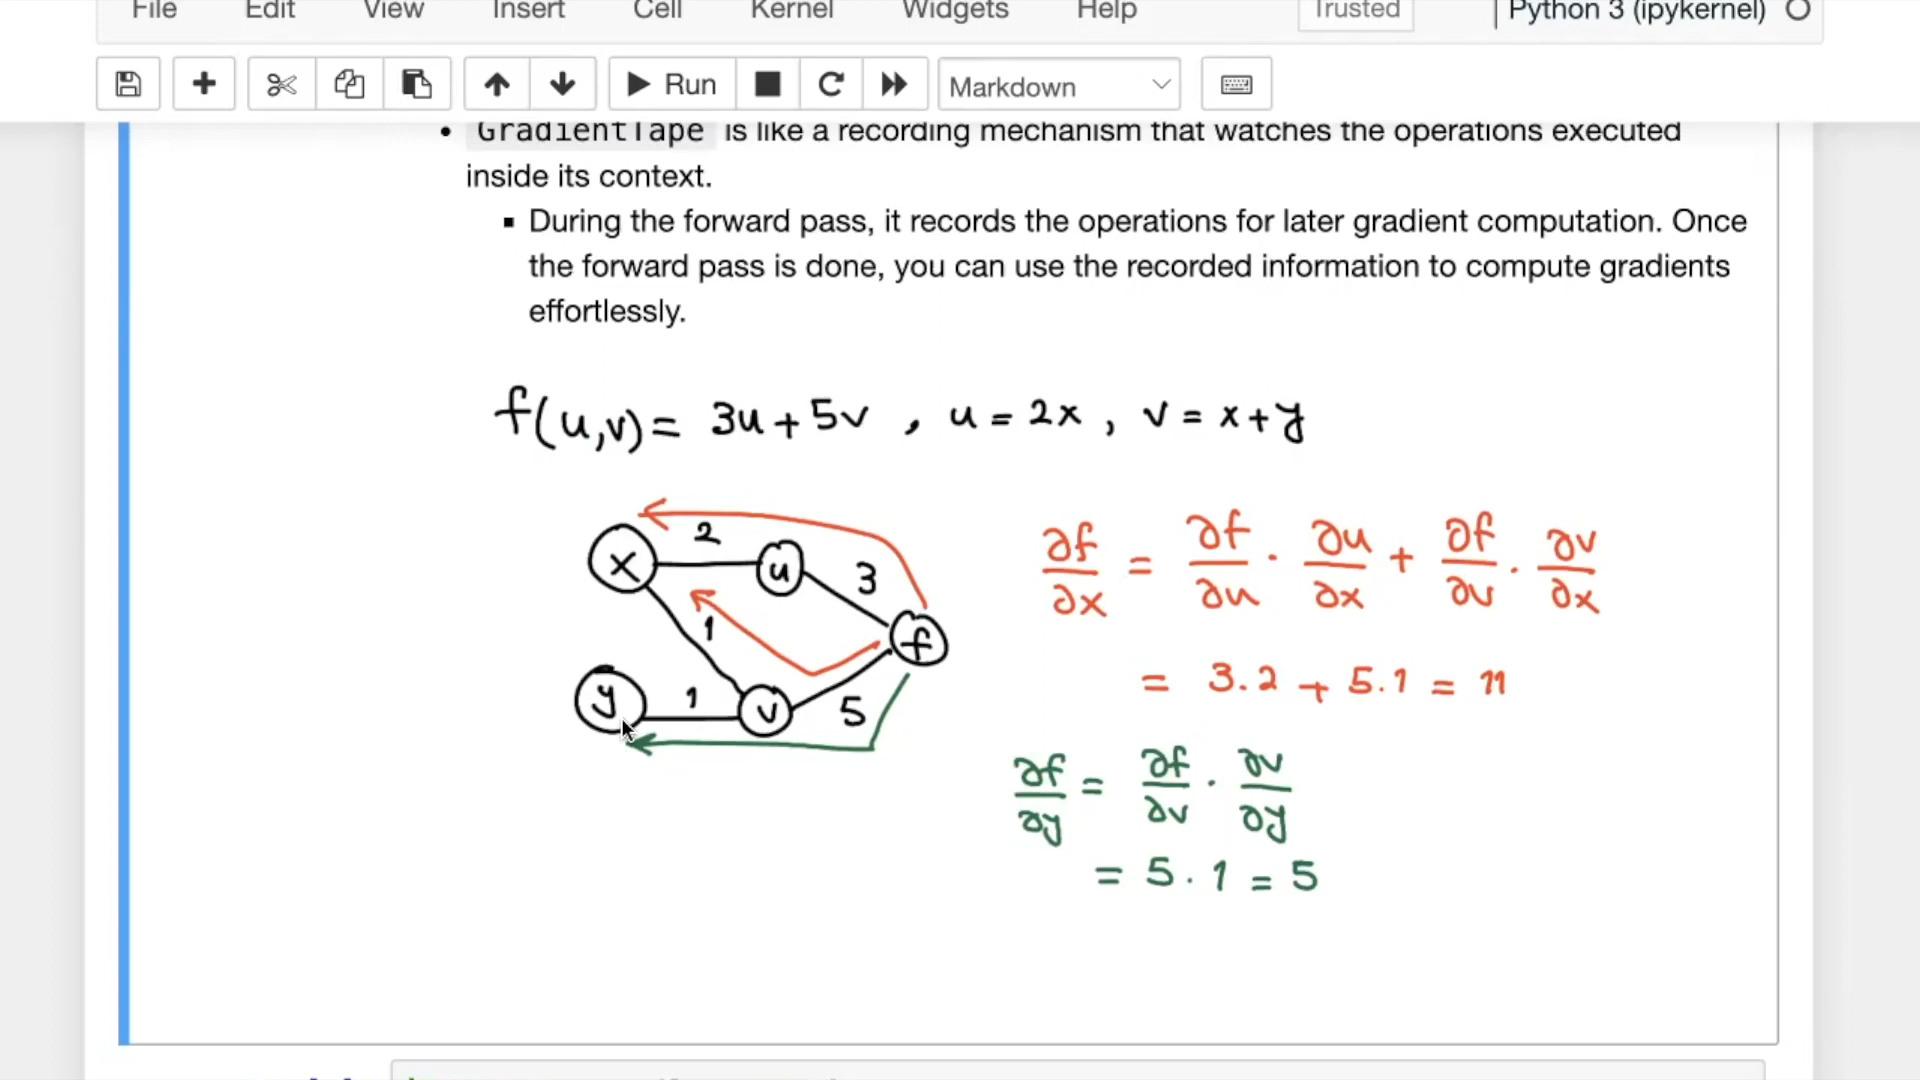 File Edit View Insert Cell Kernel Widgets Help Trusted Python 3 (ipykernel)
Run Markdown
• GradientTape is like a recording mechanism that watches the operations executed
inside its context.
▪ During the forward pass, it records the operations for later gradient computation. Once
the forward pass is done, you can use the recorded information to compute gradients
effortlessly.
f(u,v) = 3u + 5v , u = 2x , v = x + y
x 2 u 3
1 f
y 1 v 5
∂f/∂x = ∂f/∂u · ∂u/∂x + ∂f/∂v · ∂v/∂x
= 3.2 + 5.1 = 11
∂f/∂y = ∂f/∂v · ∂v/∂y
= 5 . 1 = 5